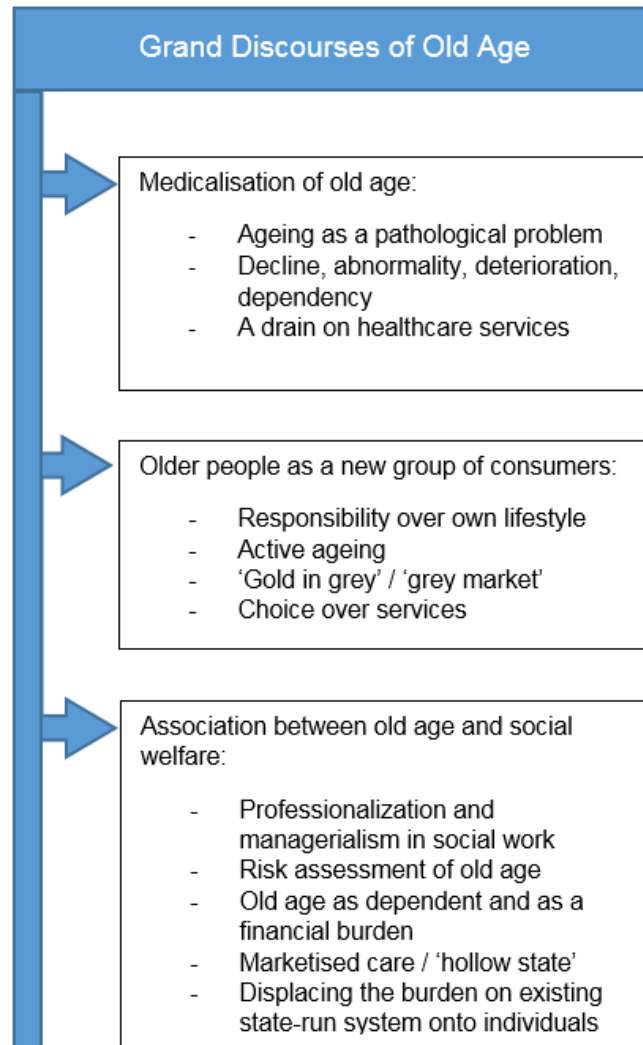 Grand Discourses of Old Age
Medicalisation of old age:
- Ageing as a pathological problem
- Decline, abnormality, deterioration,
dependency
- A drain on healthcare services
Older people as a new group of consumers:
- Responsibility over own lifestyle
- Active ageing
- ‘Gold in grey’ / ‘grey market’
- Choice over services
Association between old age and social
welfare:
- Professionalization and
managerialism in social work
- Risk assessment of old age
- Old age as dependent and as a
financial burden
- Marketised care / ‘hollow state’
- Displacing the burden on existing
state-run system onto individuals